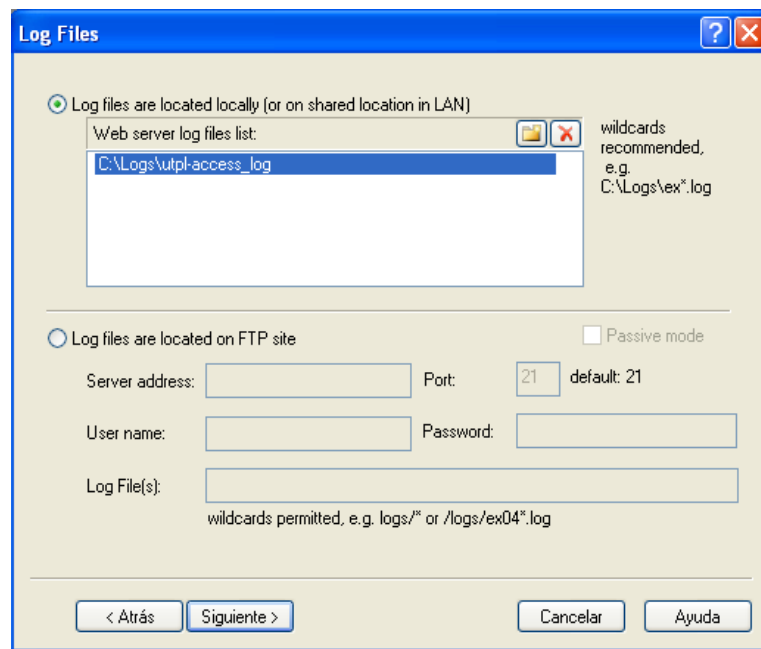 Log Files
Log files are located locally (or on shared location in LAN)
Web server log files list:
wildcards
recommended,
e.g.
C:\Logs\ex*.log
C:\Logs\utpl-access_log
Log files are located on FTP site
Passive mode
Server address:
Port:
21
default: 21
User name:
Password:
Log File(s):
wildcards permitted, e.g. logs/* or /logs/ex04*.log
< Atrás
Siguiente >
Cancelar
Ayuda